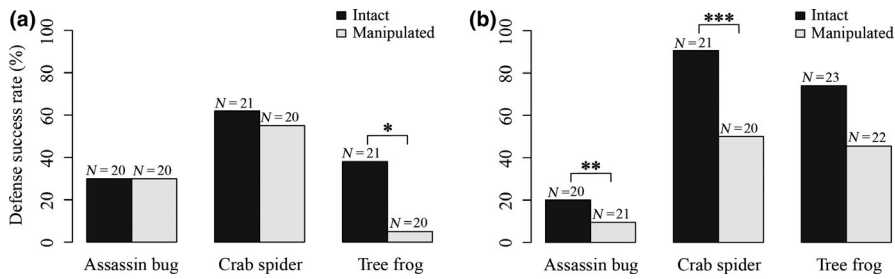 (a)
Intact
Manipulated
Defense success rate (%)
100
80
60
40
20
0
N = 20
N = 20
N = 21
N = 20
*
N = 21
N = 20
Assassin bug
Crab spider
Tree frog
(b)
Intact
Manipulated
100
80
60
40
20
0
**
N = 20
N = 21
***
N = 21
N = 20
N = 23
N = 22
Assassin bug
Crab spider
Tree frog